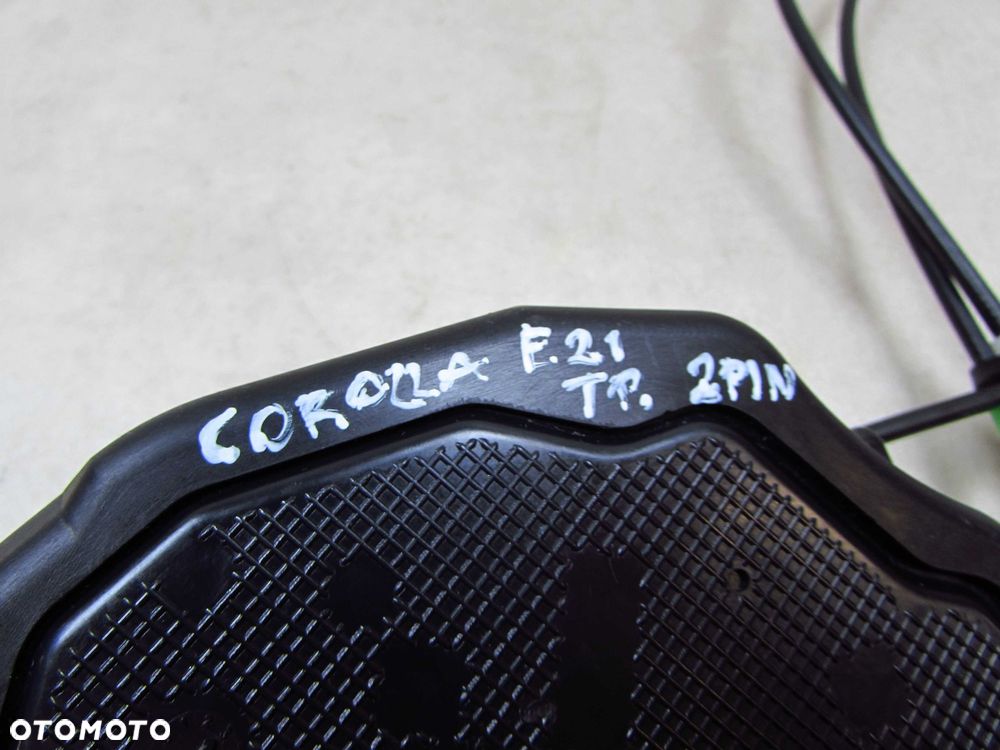 COROLLA E.21
TP. 2PIN
OTOMOTO